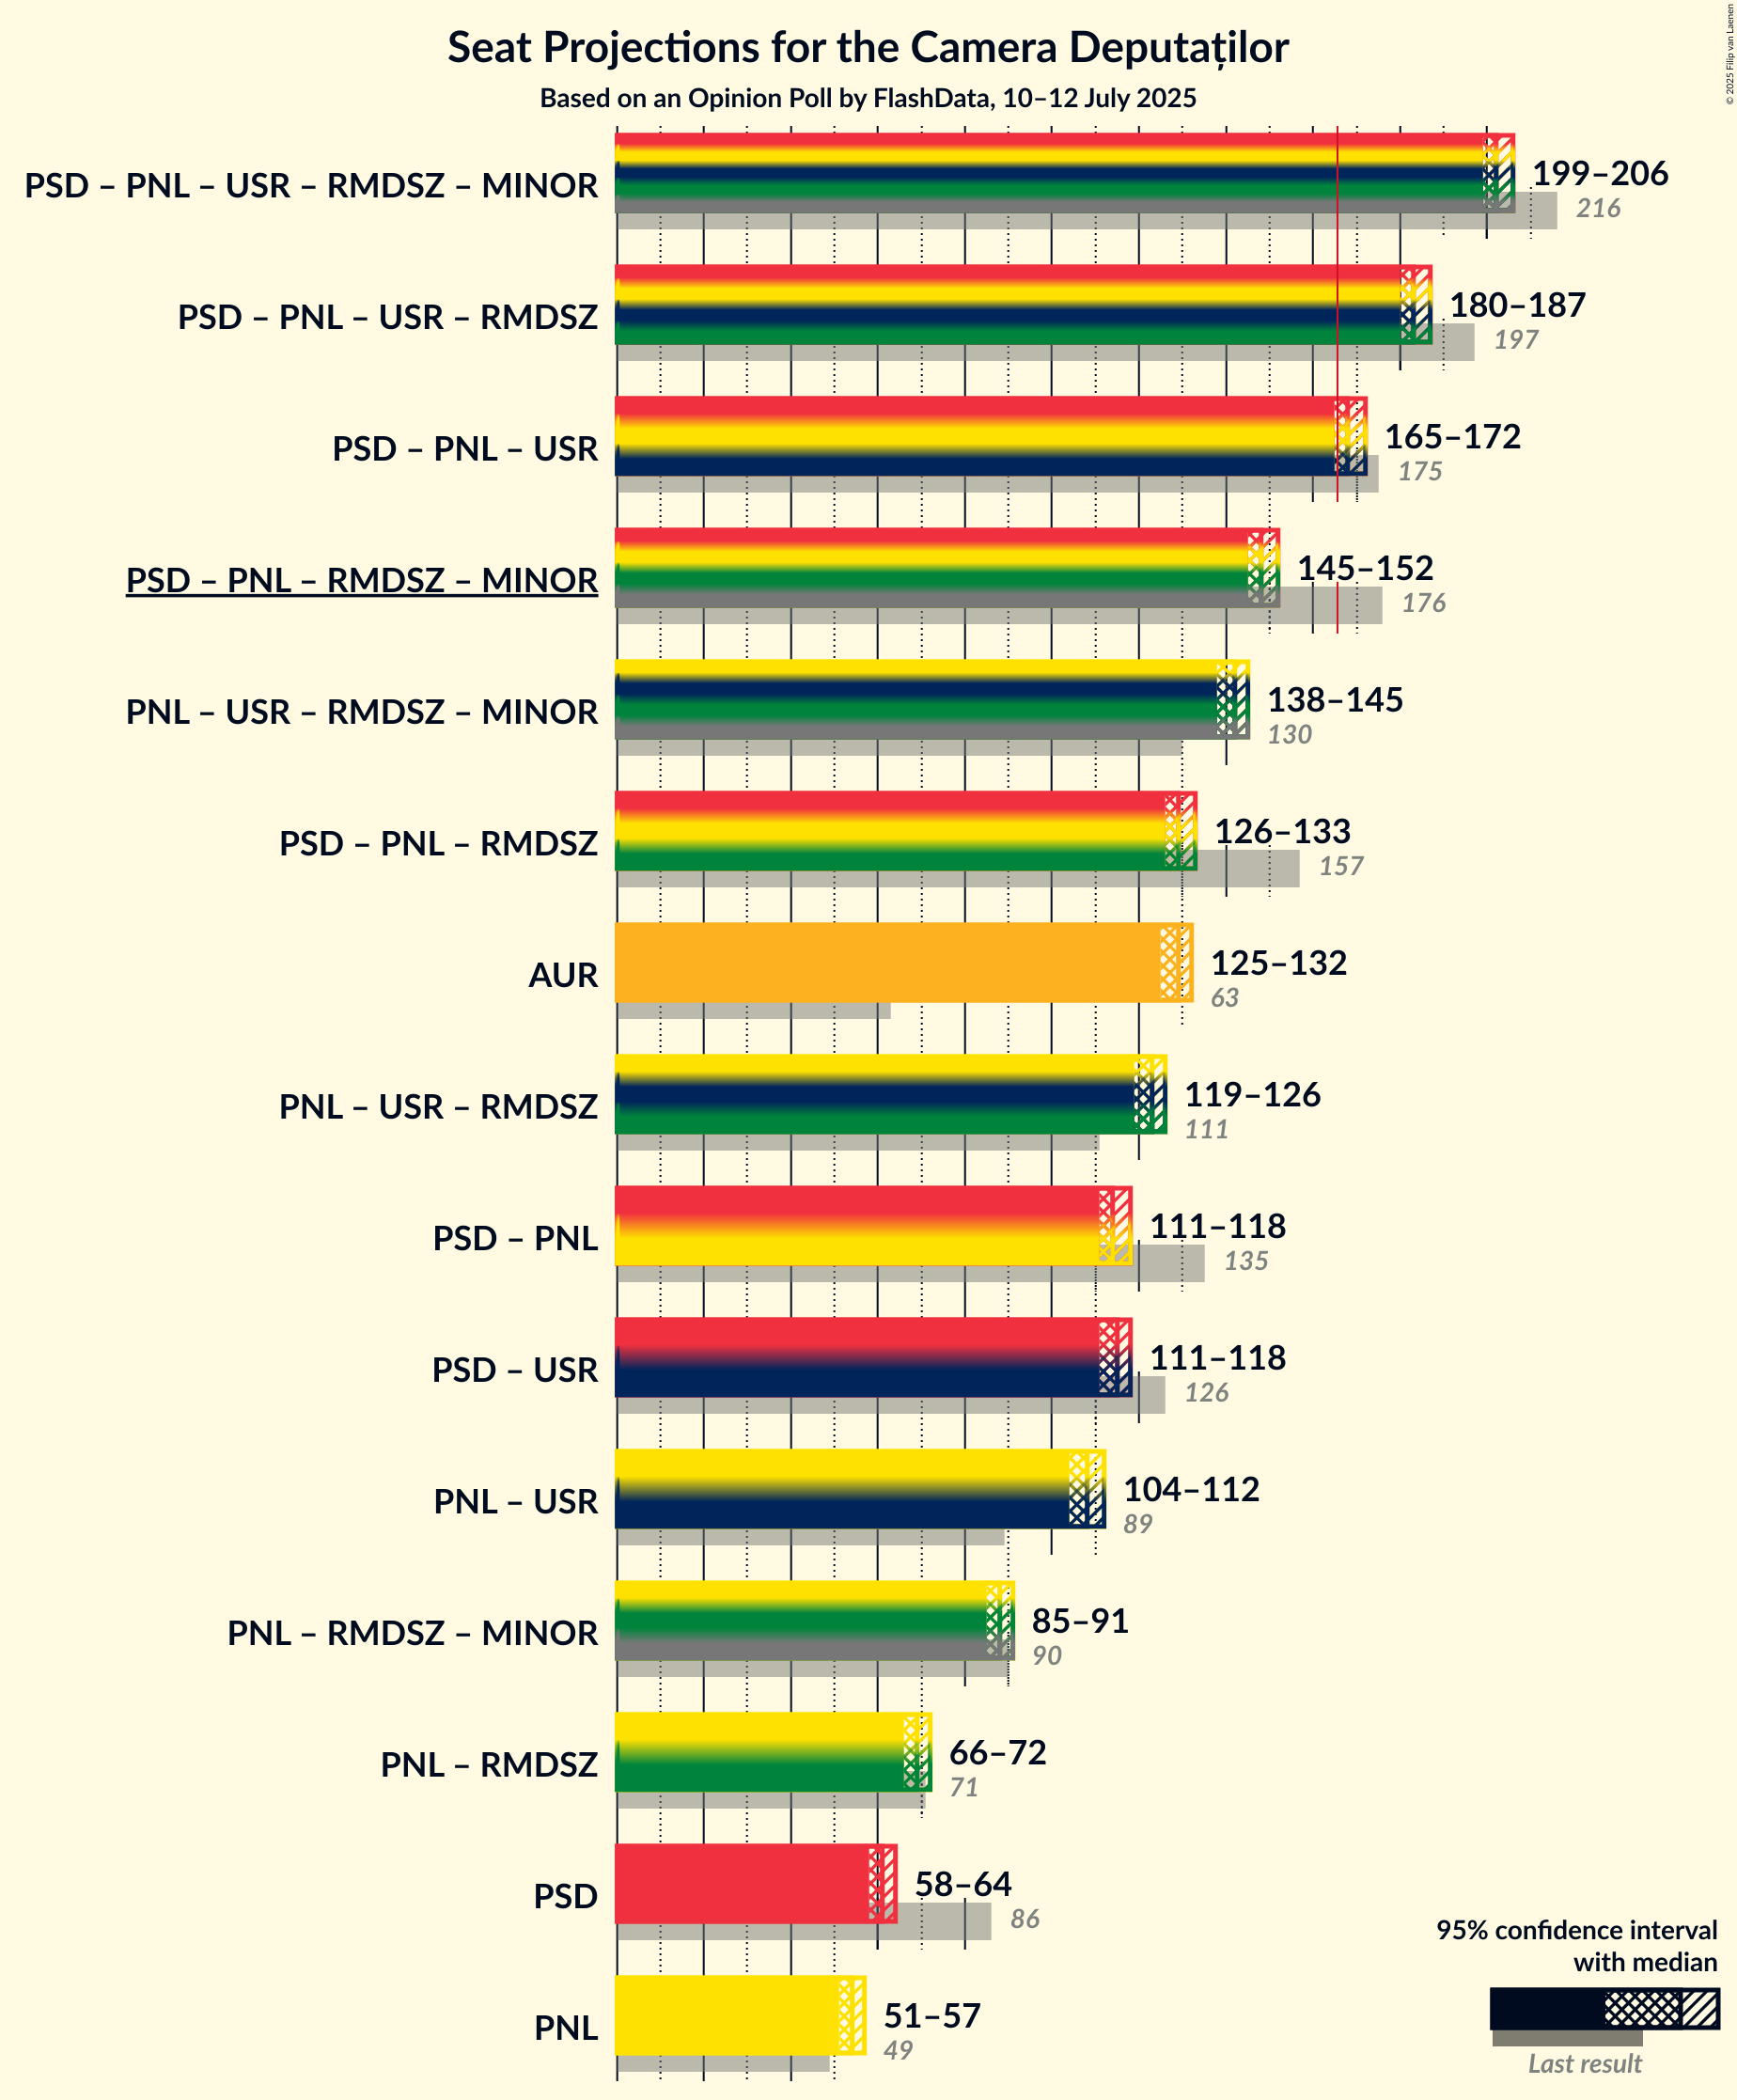 Seat Projections for the Camera Deputaților
Based on an Opinion Poll by FlashData, 10–12 July 2025
© 2025 Filip van Laenen
PSD – PNL – USR – RMDSZ – MINOR
199–206
216
PSD – PNL – USR – RMDSZ
180–187
197
PSD – PNL – USR
165–172
175
PSD – PNL – RMDSZ – MINOR
145–152
176
PNL – USR – RMDSZ – MINOR
138–145
130
PSD – PNL – RMDSZ
126–133
157
AUR
125–132
63
PNL – USR – RMDSZ
119–126
111
PSD – PNL
111–118
135
PSD – USR
111–118
126
PNL – USR
104–112
89
PNL – RMDSZ – MINOR
85–91
90
PNL – RMDSZ
66–72
71
PSD
58–64
86
PNL
51–57
49
95% confidence interval
with median
Last result